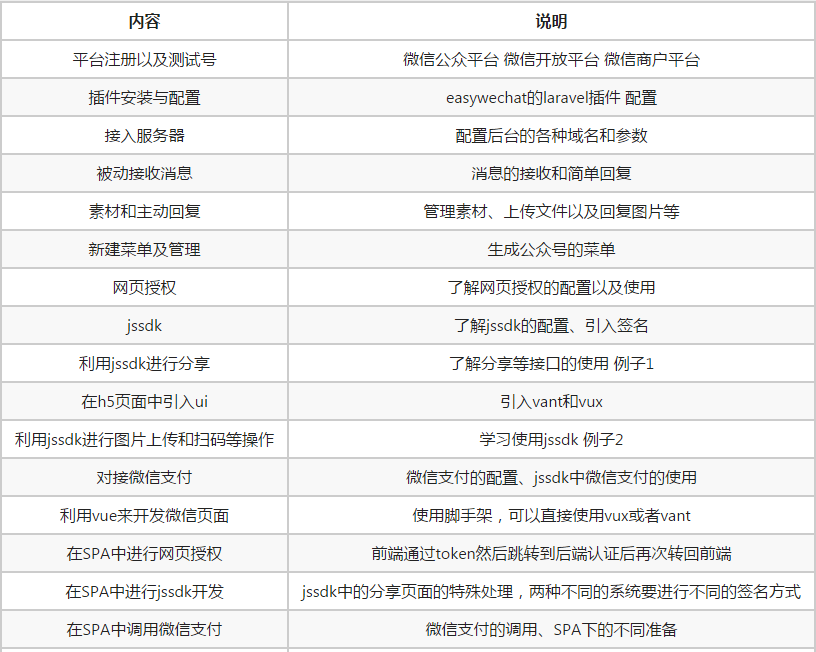 内容 说明
平台注册以及测试号 微信公众平台 微信开放平台 微信商户平台
插件安装与配置 easywechat的laravel插件 配置
接入服务器 配置后台的各种域名和参数
被动接收消息 消息的接收和简单回复
素材和主动回复 管理素材、上传文件以及回复图片等
新建菜单及管理 生成公众号的菜单
网页授权 了解网页授权的配置以及使用
jssdk 了解jssdk的配置、引入签名
利用jssdk进行分享 了解分享等接口的使用 例子1
在h5页面中引入ui 引入vant和vux
利用jssdk进行图片上传和扫码等操作 学习使用jssdk 例子2
对接微信支付 微信支付的配置、jssdk中微信支付的使用
利用vue来开发微信页面 使用脚手架，可以直接使用vux或者vant
在SPA中进行网页授权 前端通过token然后跳转到后端认证后再次转回前端
在SPA中进行jssdk开发 jssdk中的分享页面的特殊处理，两种不同的系统要进行不同的签名方式
在SPA中调用微信支付 微信支付的调用、SPA下的不同准备